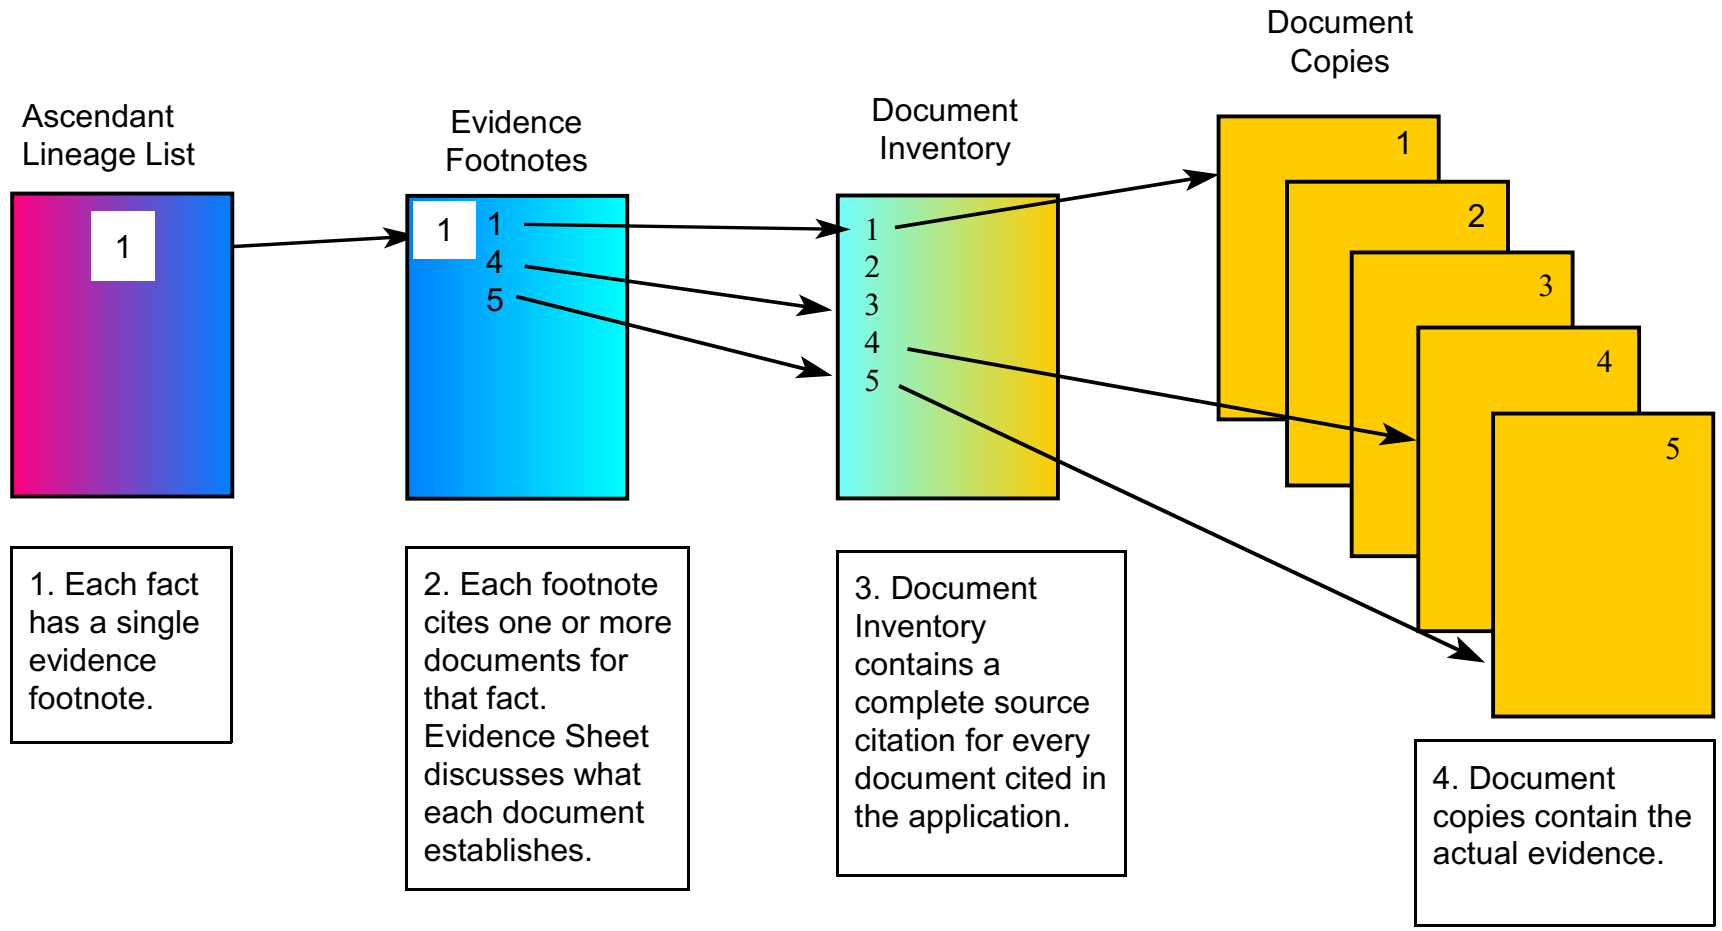 Ascendant
Lineage List
1
Evidence
Footnotes
1
1
4
5
Document
Inventory
1
2
3
4
5
Document
Copies
1
2
3
4
5
1. Each fact
has a single
evidence
footnote.
2. Each footnote
cites one or more
documents for
that fact.
Evidence Sheet
discusses what
each document
establishes.
3. Document
Inventory
contains a
complete source
citation for every
document cited in
the application.
4. Document
copies contain the
actual evidence.